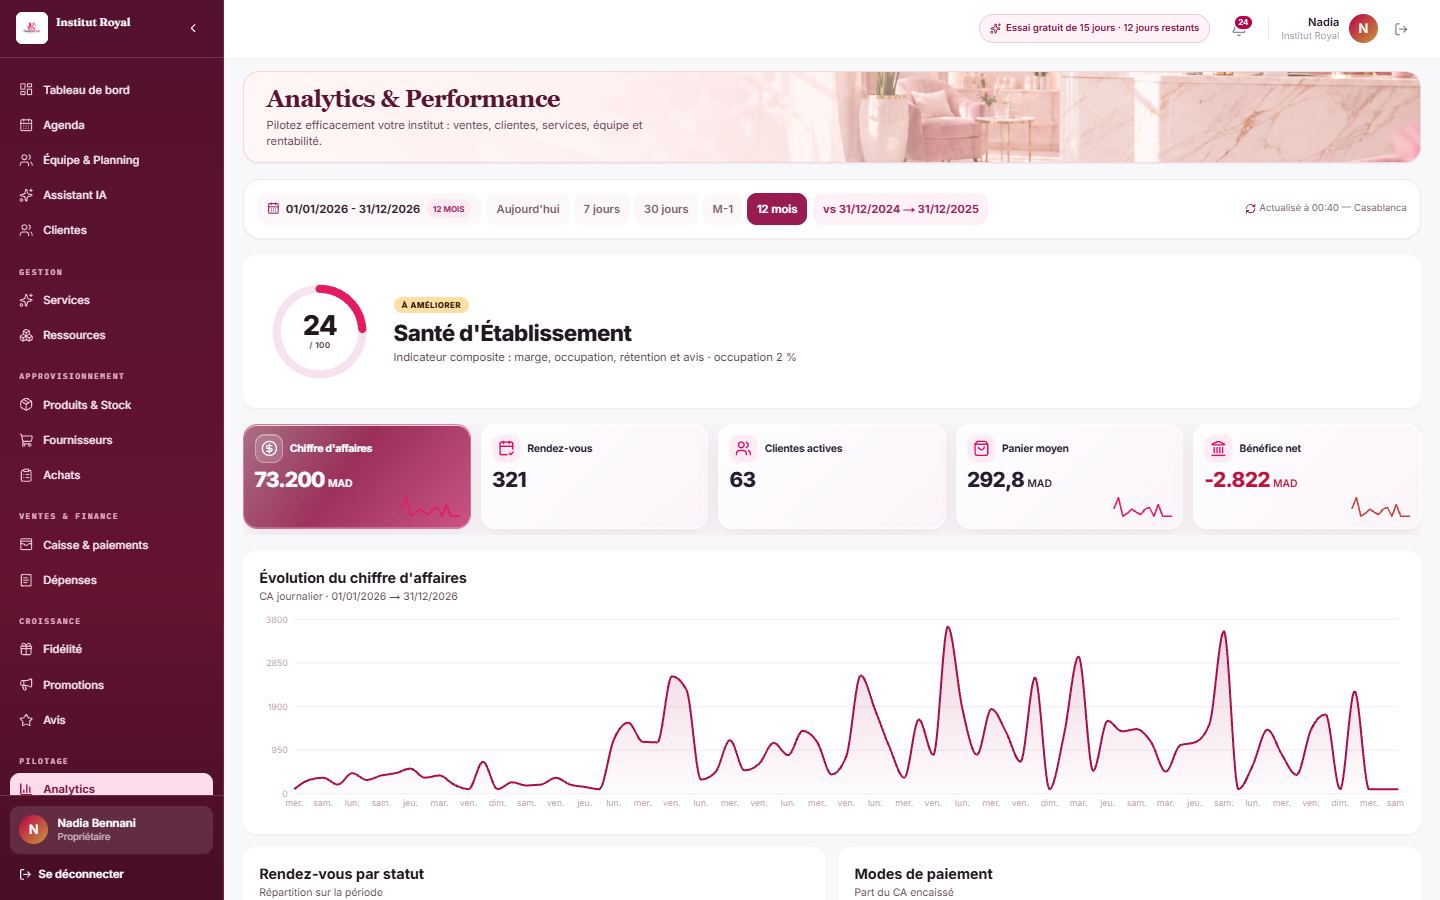 Institut Royal
Essai gratuit de 15 jours · 12 jours restants
24
Nadia
Institut Royal
N
Tableau de bord
Agenda
Équipe & Planning
Assistant IA
Clientes
GESTION
Services
Ressources
APPROVISIONNEMENT
Produits & Stock
Fournisseurs
Achats
VENTES & FINANCE
Caisse & paiements
Dépenses
CROISSANCE
Fidélité
Promotions
Avis
PILOTAGE
Analytics
N
Nadia Bennani
Propriétaire
Se déconnecter
Analytics & Performance
Pilotez efficacement votre institut : ventes, clientes, services, équipe et
rentabilité.
01/01/2026 - 31/12/2026 12 MOIS Aujourd'hui 7 jours 30 jours M-1 12 mois vs 31/12/2024 → 31/12/2025
Actualisé à 00:40 — Casablanca
24
/ 100
À AMÉLIORER
Santé d'Établissement
Indicateur composite : marge, occupation, rétention et avis · occupation 2 %
Chiffre d'affaires
73.200 MAD
Rendez-vous
321
Clientes actives
63
Panier moyen
292,8 MAD
Bénéfice net
-2.822 MAD
Évolution du chiffre d'affaires
CA journalier · 01/01/2026 → 31/12/2026
3800
2850
1900
950
0
mer. sam. lun. sam. jeu. mar. ven. dim. sam. ven. jeu. lun. mer. ven. lun. mer. ven. lun. mer. ven. lun. mer. ven. lun. mer. ven. dim. mar. jeu. sam. mar. jeu. sam. lun. mer. ven. dim. mer. sam
Rendez-vous par statut
Répartition sur la période
Modes de paiement
Part du CA encaissé